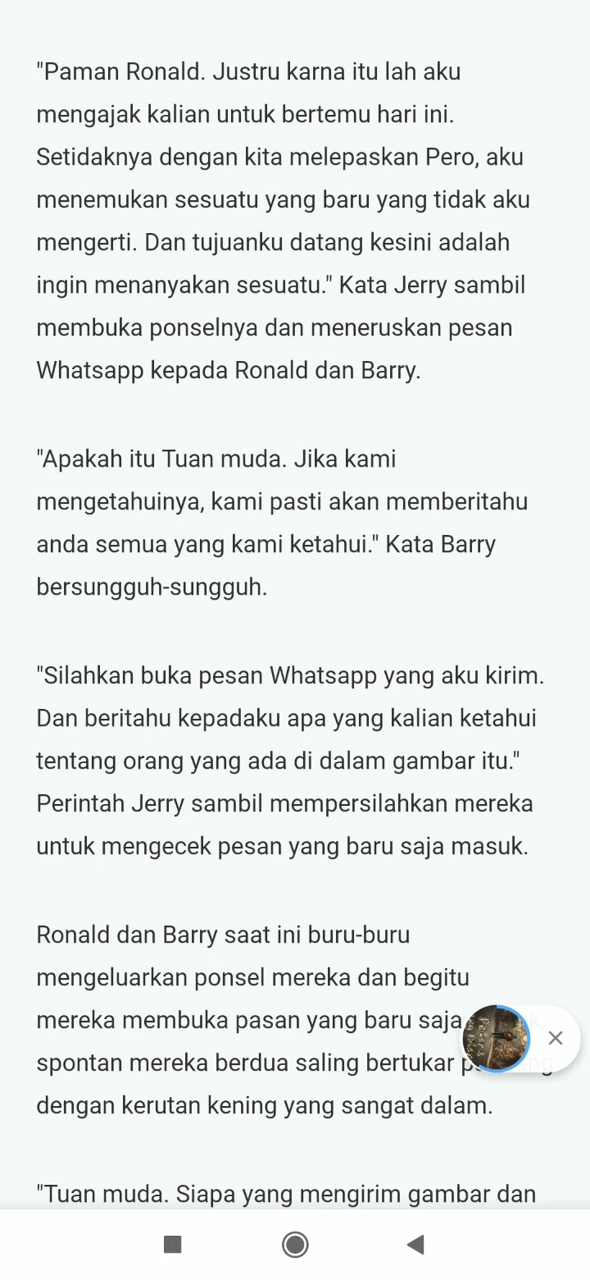 "Paman Ronald. Justru karna itu lah aku
mengajak kalian untuk bertemu hari ini.
Setidaknya dengan kita melepaskan Pero, aku
menemukan sesuatu yang baru yang tidak aku
mengerti. Dan tujuanku datang kesini adalah
ingin menanyakan sesuatu." Kata Jerry sambil
membuka ponselnya dan meneruskan pesan
Whatsapp kepada Ronald dan Barry.
"Apakah itu Tuan muda. Jika kami
mengetahuinya, kami pasti akan memberitahu
anda semua yang kami ketahui." Kata Barry
bersungguh-sungguh.
"Silahkan buka pesan Whatsapp yang aku kirim.
Dan beritahu kepadaku apa yang kalian ketahui
tentang orang yang ada di dalam gambar itu."
Perintah Jerry sambil mempersilahkan mereka
untuk mengecek pesan yang baru saja masuk.
Ronald dan Barry saat ini buru-buru
mengeluarkan ponsel mereka dan begitu
mereka membuka pasan yang baru saja
spontan mereka berdua saling bertukar
dengan kerutan kening yang sangat dalam.
"Tuan muda. Siapa yang mengirim gambar dan